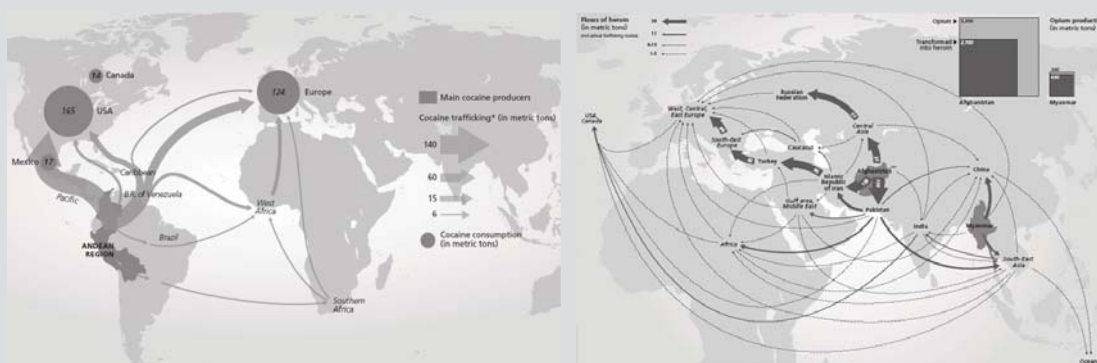 14 Canada
165
USA
124
Europe
Main cocaine producers
Cocaine trafficking* (in metric tons)
140
60
15
6
Cocaine consumption
(in metric tons)
Mexico 17
Caribbean
B.R. of Venezuela
Pacific
West
Africa
Brazil
ANDEAN
REGION
Southern
Africa
Flows of heroin
(in metric tons)
Opium
Transformed
into heroin
Opium product
(in metric tons)
Afghanistan
Myanmar
USA,
Canada
West, Central,
East Europe
Russian
Federation
South-East
Europe
Central
Asia
Caucasus
Turkey
Islamic
Republic
of Iran
Afghanistan
China
Gulf area,
Middle East
Pakistan
Africa
India
Myanmar
South-East
Asia
Ocean